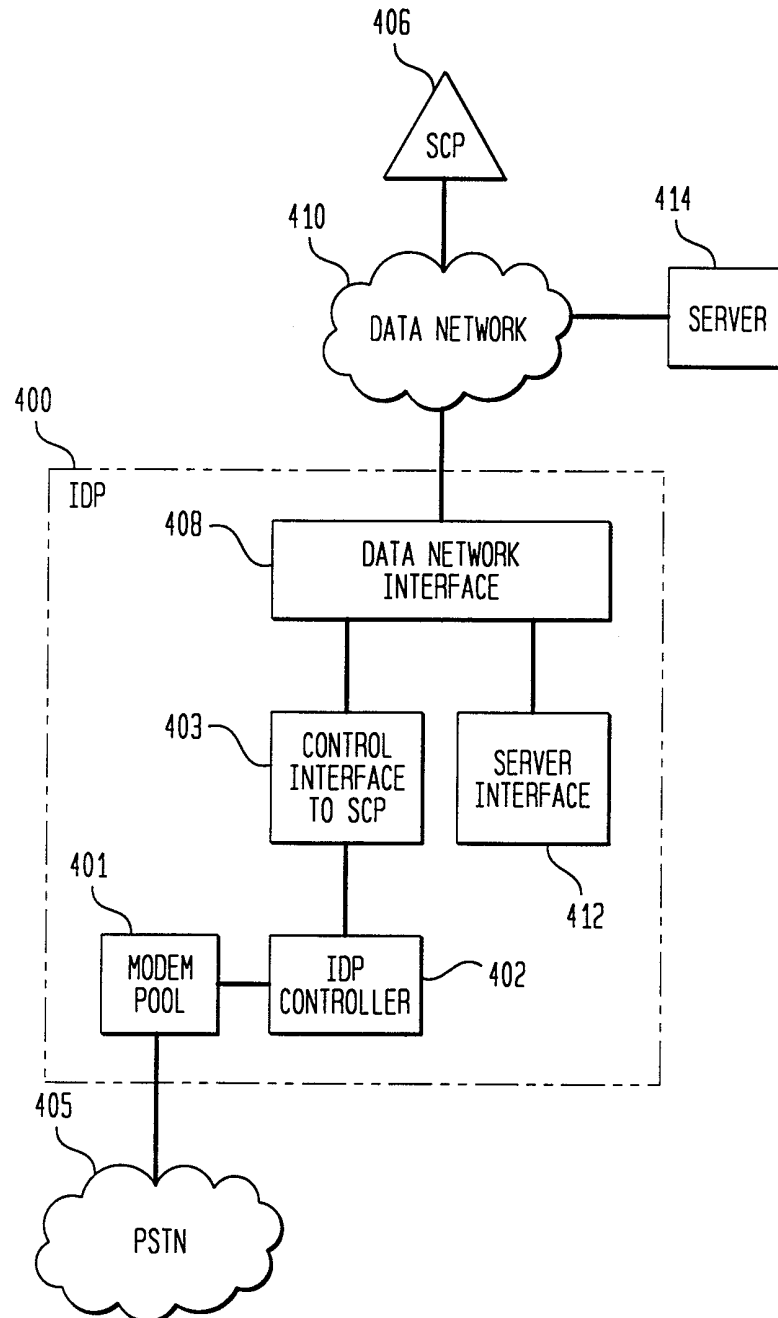 406
SCP
410
414
DATA NETWORK
SERVER
400
IDP
408
DATA NETWORK
INTERFACE
403
CONTROL
INTERFACE
TO SCP
SERVER
INTERFACE
401
412
MODEM
POOL
IDP
CONTROLLER
402
405
PSTN